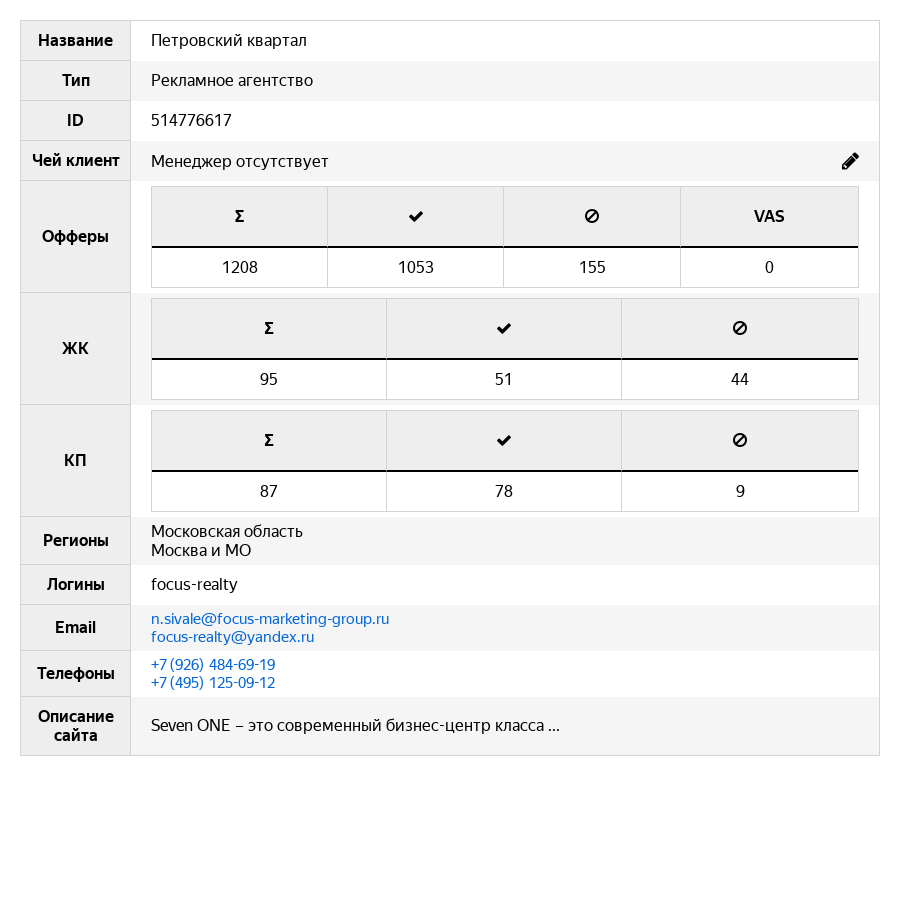 Название Петровский квартал
Тип Рекламное агентство
ID 514776617
Чей клиент Менеджер отсутствует
Офферы
Σ VAS
1208 1053 155 0
ЖК
Σ
95 51 44
КП
Σ
87 78 9
Регионы
Московская область
Москва и МО
Логины focus-realty
Email
n.sivale@focus-marketing-group.ru
focus-realty@yandex.ru
Телефоны
+7 (926) 484-69-19
+7 (495) 125-09-12
Описание
сайта
Seven ONE – это современный бизнес-центр класса ...